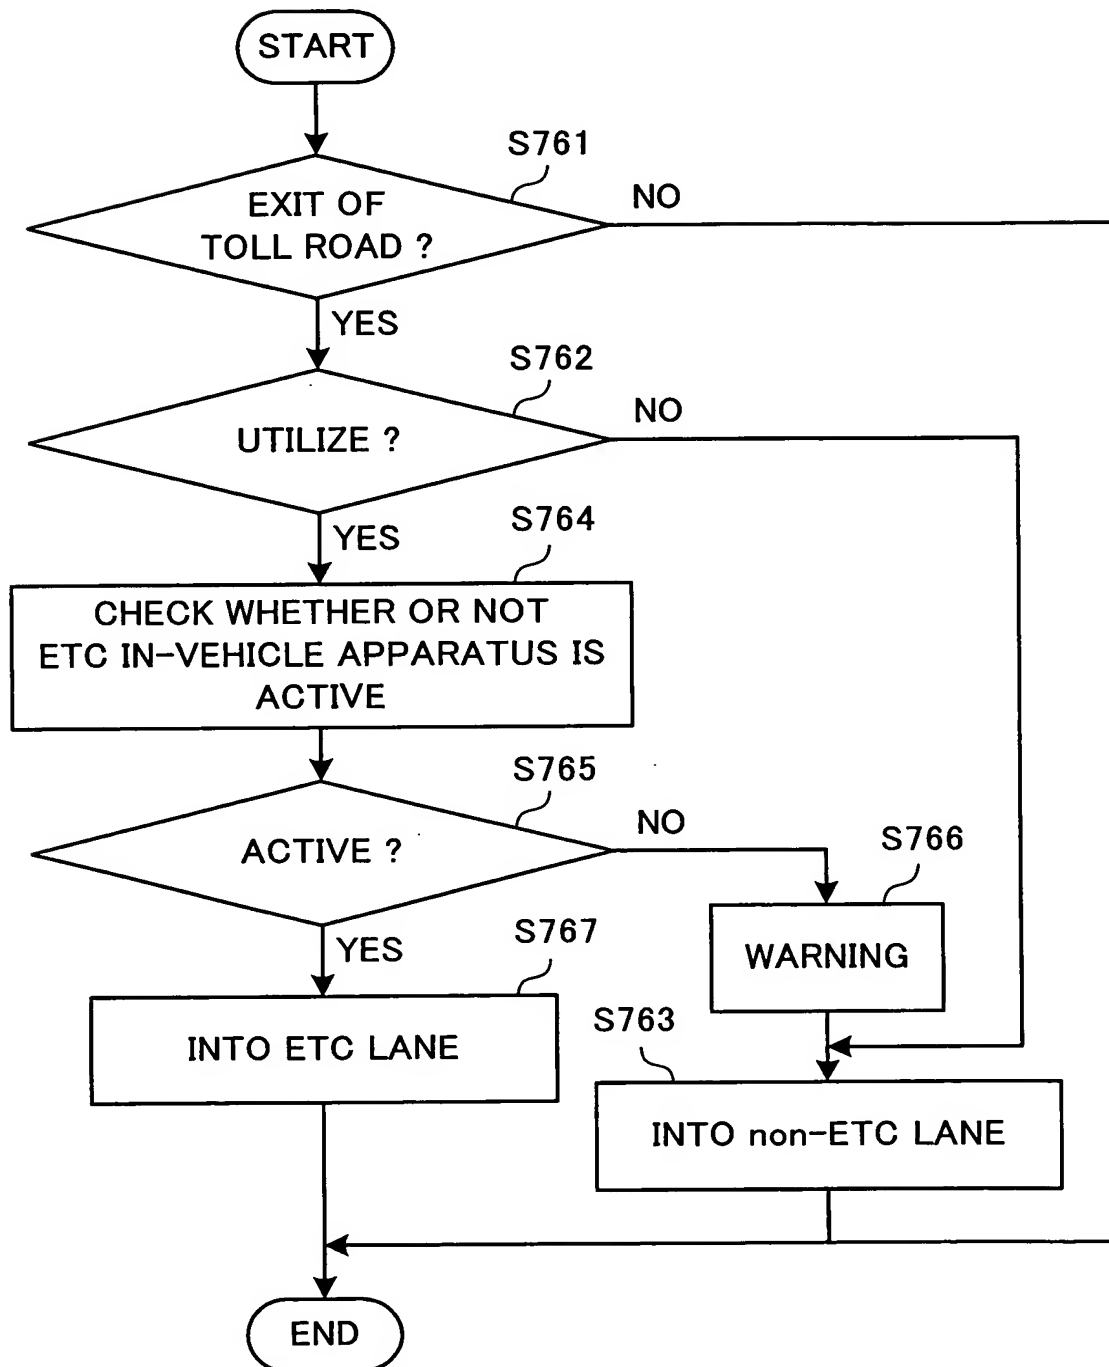 START
S761
EXIT OF
TOLL ROAD ?
NO
YES
S762
UTILIZE ?
NO
YES
S764
CHECK WHETHER OR NOT
ETC IN-VEHICLE APPARATUS IS
ACTIVE
S765
ACTIVE ?
NO
S766
WARNING
YES
S767
INTO ETC LANE
S763
INTO non-ETC LANE
END